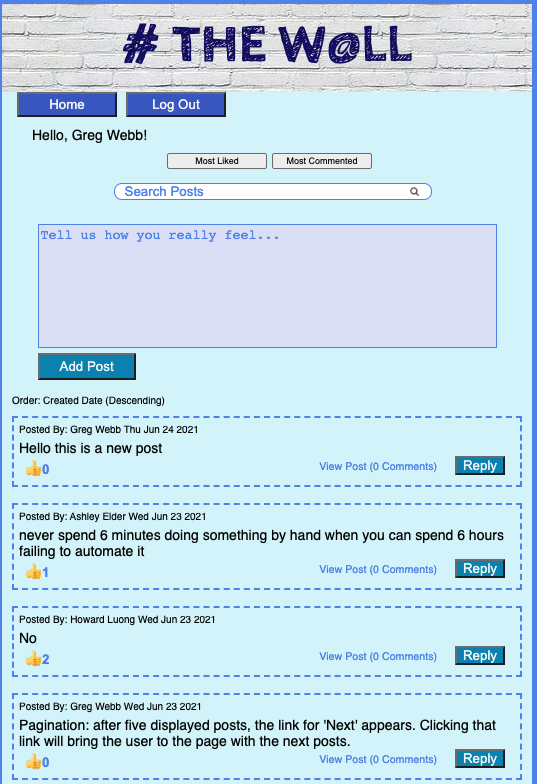 # THE W@LL
Home
Log Out
Hello, Greg Webb!
Most Liked
Most Commented
Search Posts
Tell us how you really feel...
Add Post
Order: Created Date (Descending)
Posted By: Greg Webb Thu Jun 24 2021
Hello this is a new post
👍0
View Post (0 Comments)
Reply
Posted By: Ashley Elder Wed Jun 23 2021
never spend 6 minutes doing something by hand when you can spend 6 hours
failing to automate it
👍1
View Post (0 Comments)
Reply
Posted By: Howard Luong Wed Jun 23 2021
No
👍2
View Post (0 Comments)
Reply
Posted By: Greg Webb Wed Jun 23 2021
Pagination: after five displayed posts, the link for 'Next' appears. Clicking that
link will bring the user to the page with the next posts.
👍0
View Post (0 Comments)
Reply